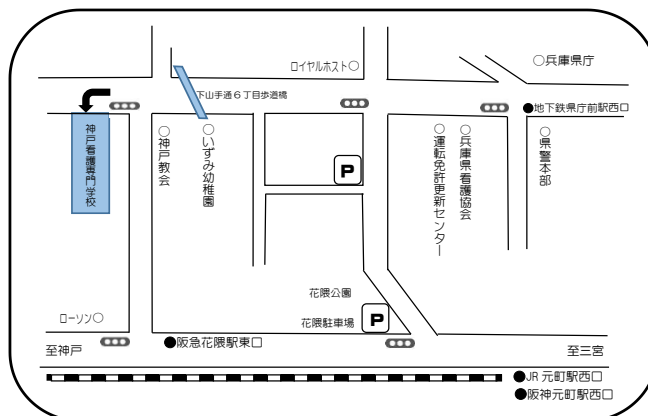 ロイヤルホスト○
○兵庫県庁
下山手通6丁目歩道橋
●地下鉄県庁前駅西口
神戸看護専門学校
○神戸教会
○いずみ幼稚園
P
○運転免許更新センター
○兵庫県看護協会
○県警本部
花隈公園
花隈駐車場
P
ローソン○
●阪急花隈駅東口
至神戸
至三宮
●JR元町駅西口
●阪神元町駅西口